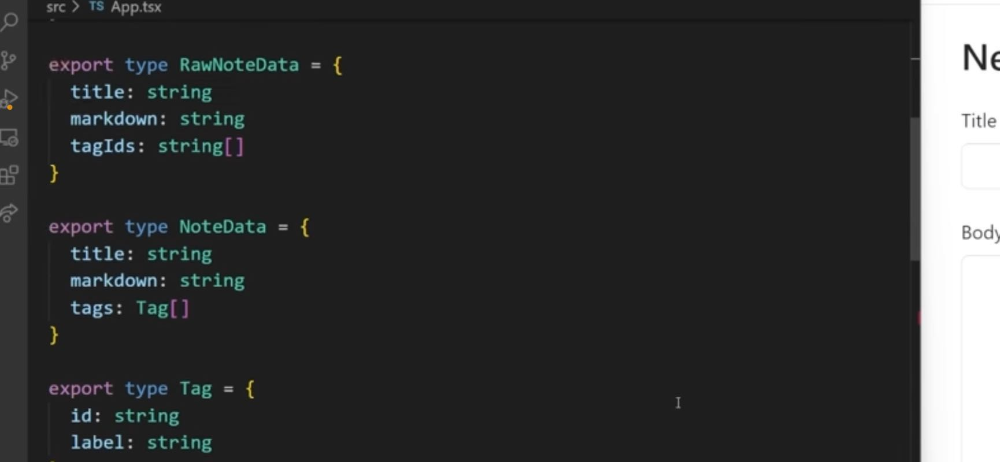 src > TS App.tsx
export type RawNoteData = {
title: string
markdown: string
tagIds: string[]
}
export type NoteData = {
title: string
markdown: string
tags: Tag[]
}
export type Tag = {
id: string
label: string
Title
Body